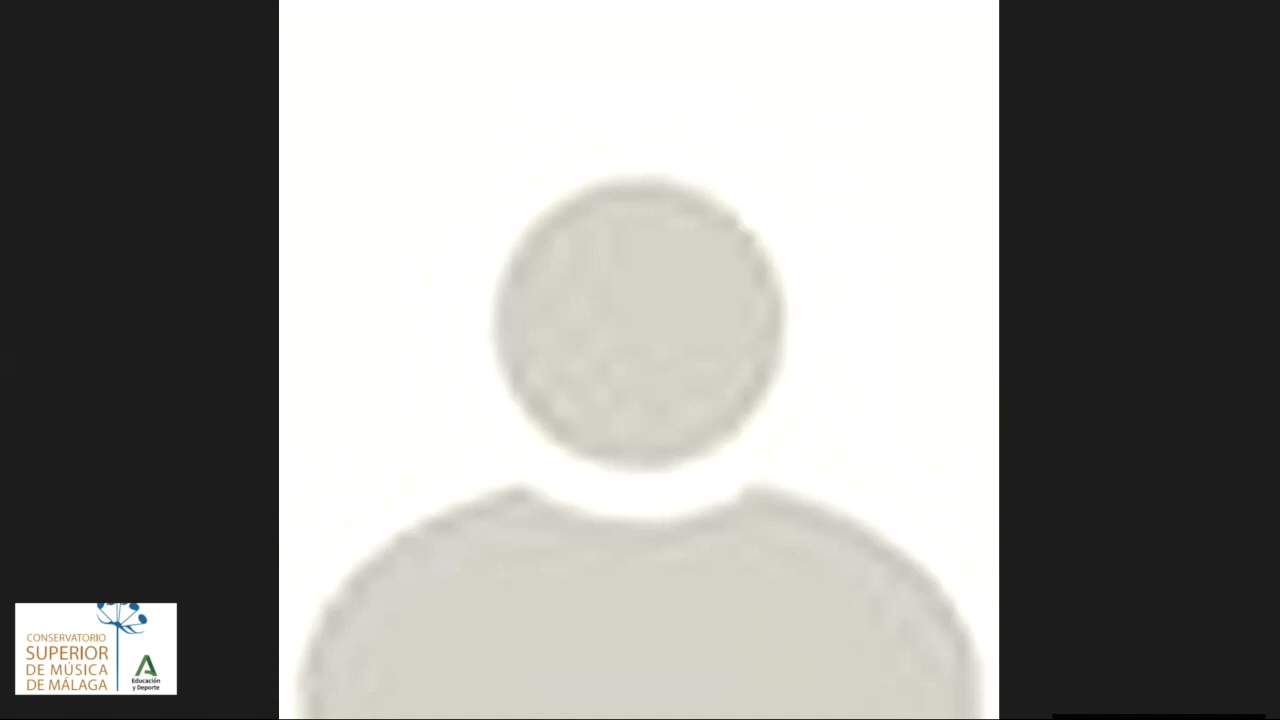 CONSERVATORIO
SUPERIOR
DE MÚSICA
DE MÁLAGA
Educación
y Deporte